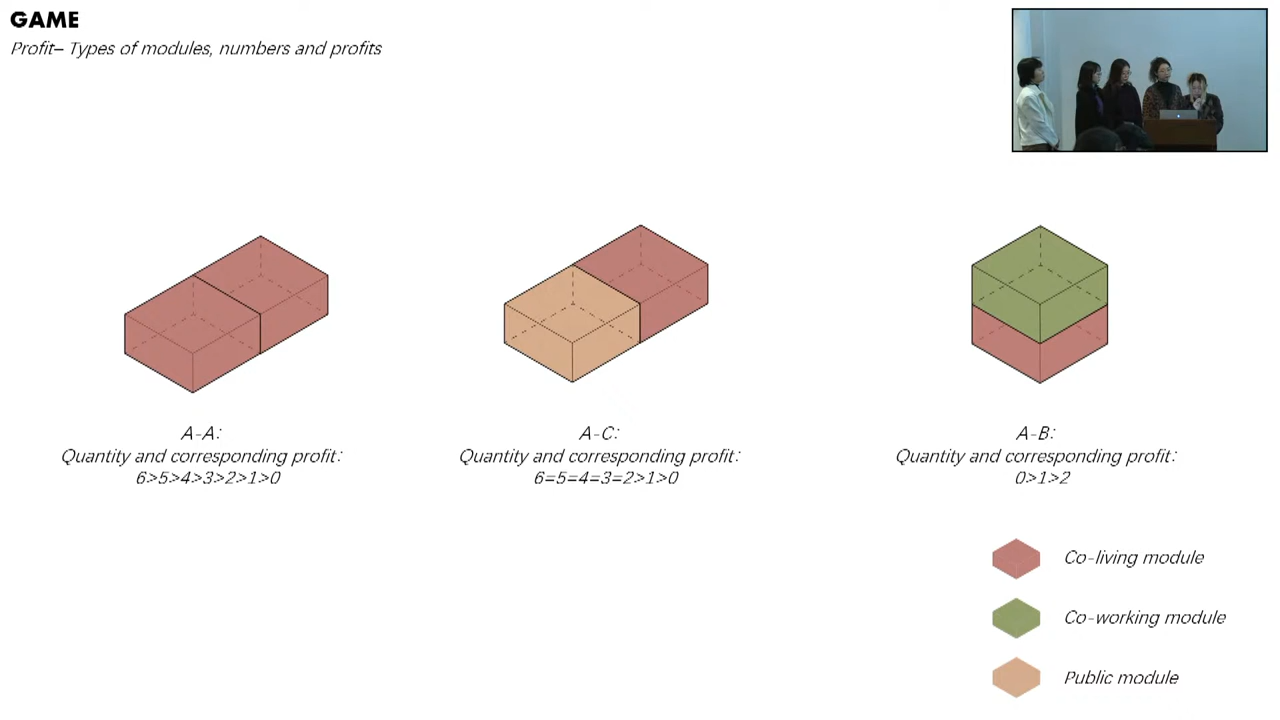 GAME
Profit– Types of modules, numbers and profits
A-A:
Quantity and corresponding profit:
6>5>4>3>2>1>0
A-C:
Quantity and corresponding profit:
6=5=4=3=2>1>0
A-B:
Quantity and corresponding profit:
0>1>2
Co-living module
Co-working module
Public module